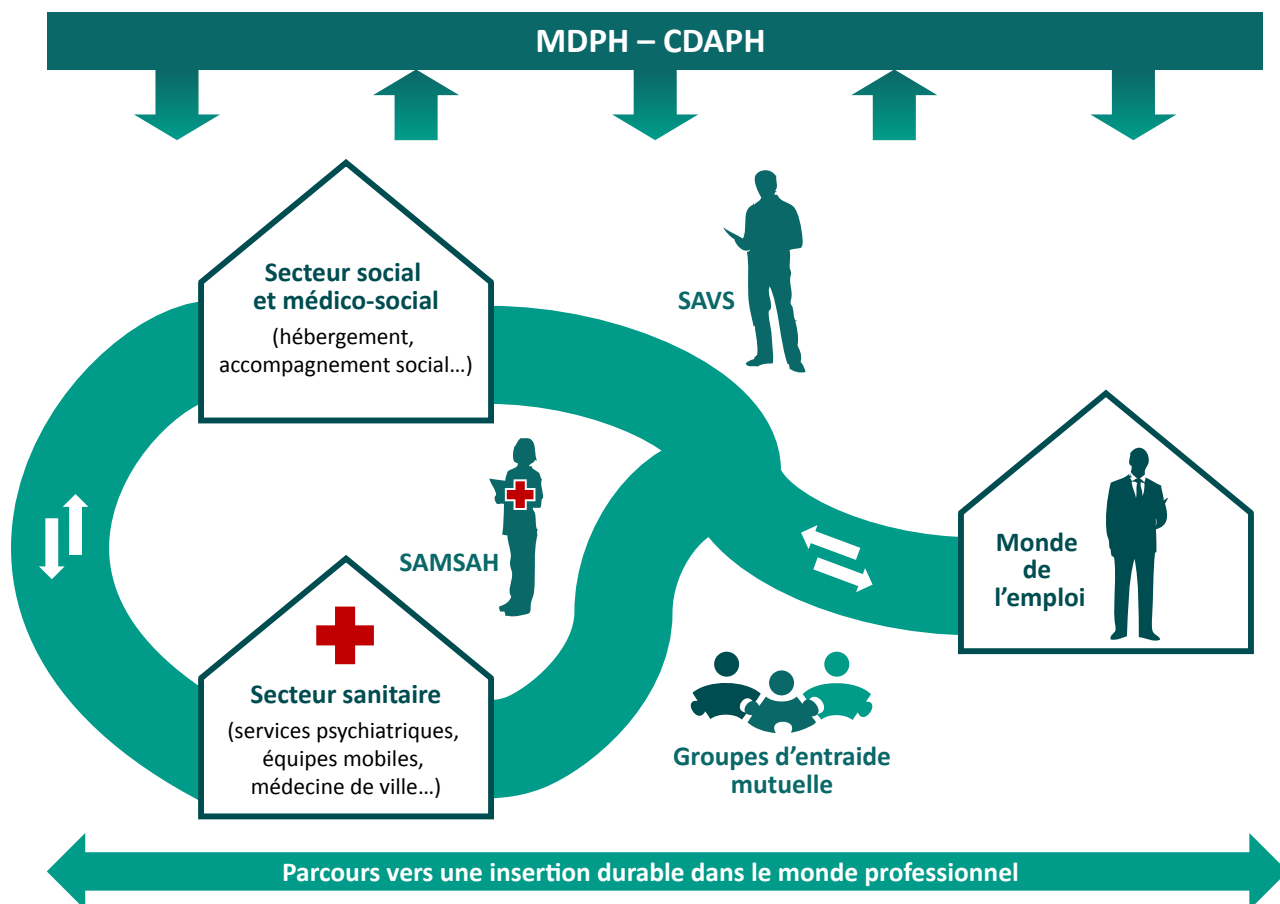 MDPH – CDAPH
Secteur social
et médico-social
(hébergement,
accompagnement social...)
SAVS
SAMSAH
Monde
de
l’emploi
Secteur sanitaire
(services psychiatriques,
équipes mobiles,
médecine de ville...)
Groupes d’entraide
mutuelle
Parcours vers une insertion durable dans le monde professionnel